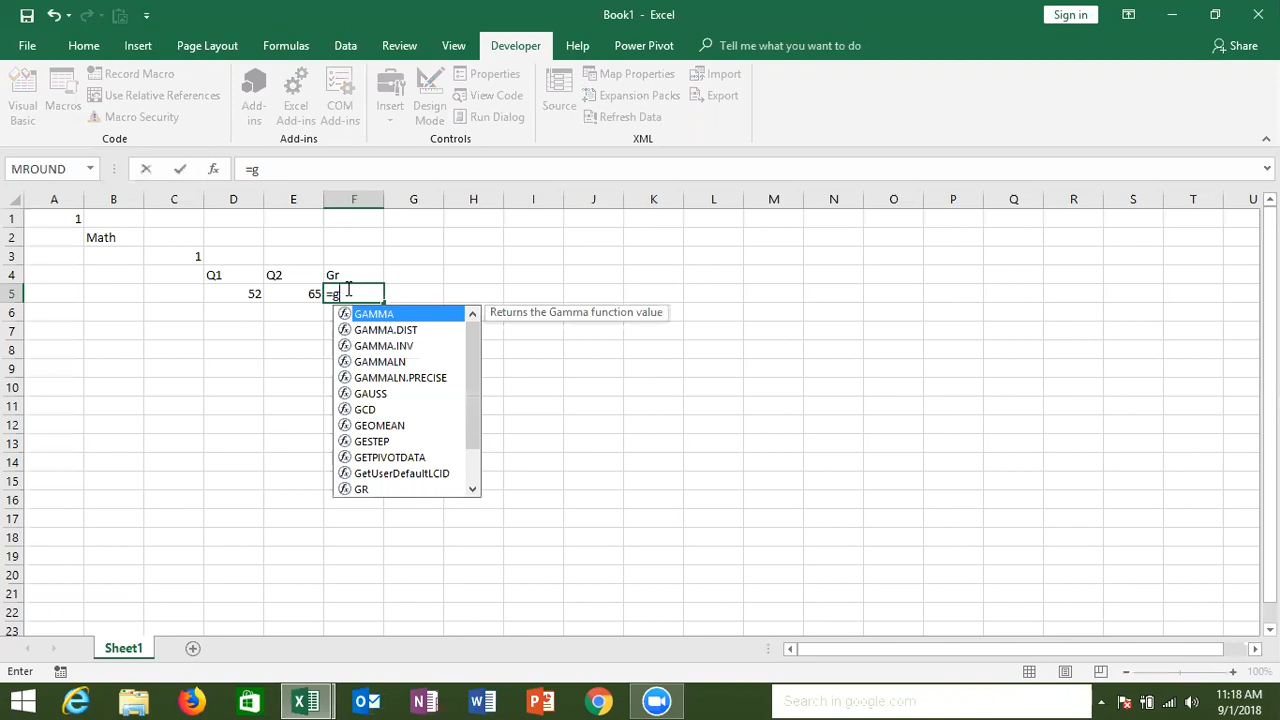 Book1 - Excel
Sign in
File Home Insert Page Layout Formulas Data Review View Developer Help Power Pivot Tell me what you want to do Share
Visual Basic
Macros
Record Macro
Use Relative References
Macro Security
Code
Add-ins
Excel Add-ins
COM Add-ins
Add-ins
Insert
Design Mode
Properties
View Code
Run Dialog
Controls
Source
Map Properties
Expansion Packs
Refresh Data
Import
Export
XML
MROUND fx =g
A B C D E F G H I J K L M N O P Q R S T U
1 1
2 Math
3 1
4 Q1 Q2 Gr
5 52 65 =g
6
7
8
9
10
11
12
13
14
15
16
17
18
19
20
21
22
23
GAMMA
Returns the Gamma function value
GAMMA.DIST
GAMMA.INV
GAMMALN
GAMMALN.PRECISE
GAUSS
GCD
GEOMEAN
GESTEP
GETPIVOTDATA
GetUserDefaultLCID
GR
Sheet1
Enter
100%
Search in google.com
11:18 AM
9/1/2018